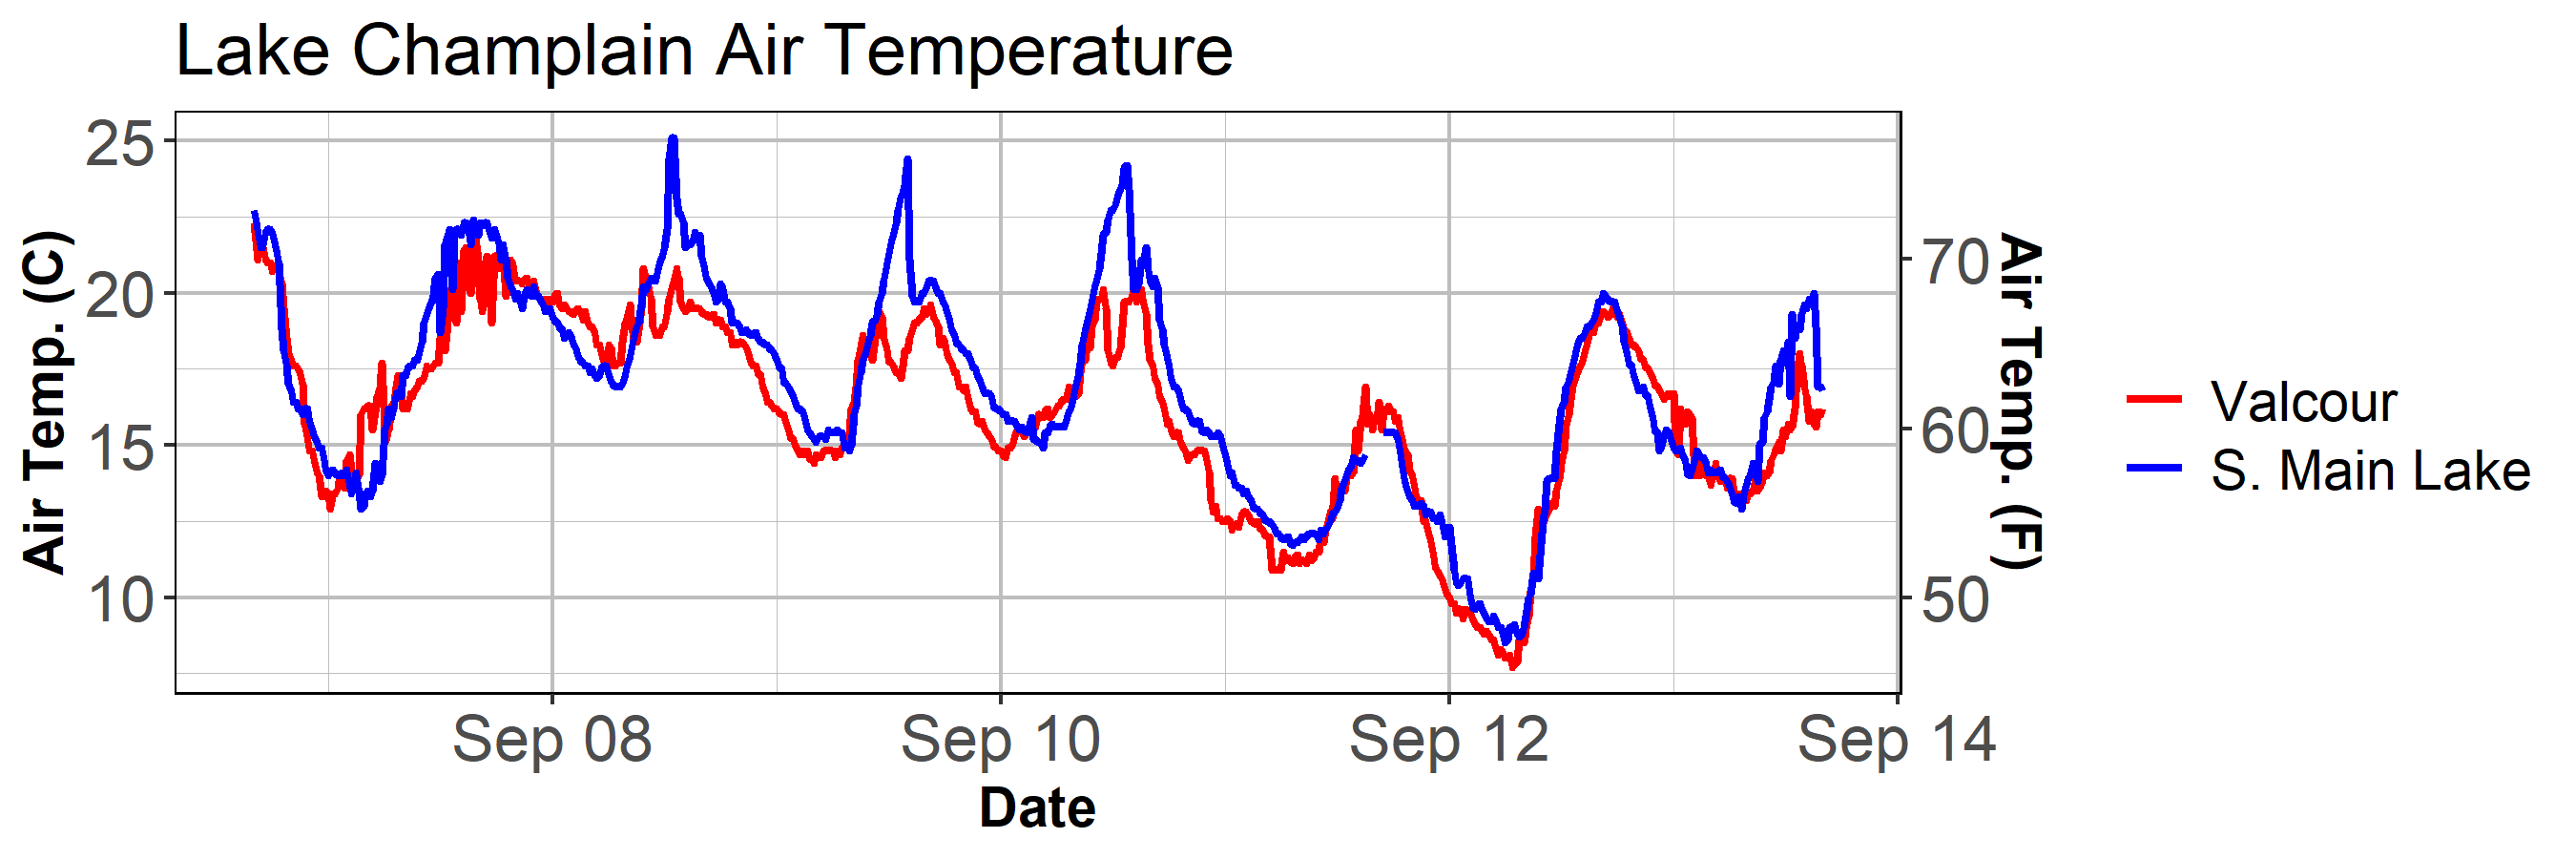 Lake Champlain Air Temperature
Air Temp. (C)
25
20
15
10
70
60
50
Air Temp. (F)
Sep 08
Sep 10
Sep 12
Sep 14
Date
Valcour
S. Main Lake